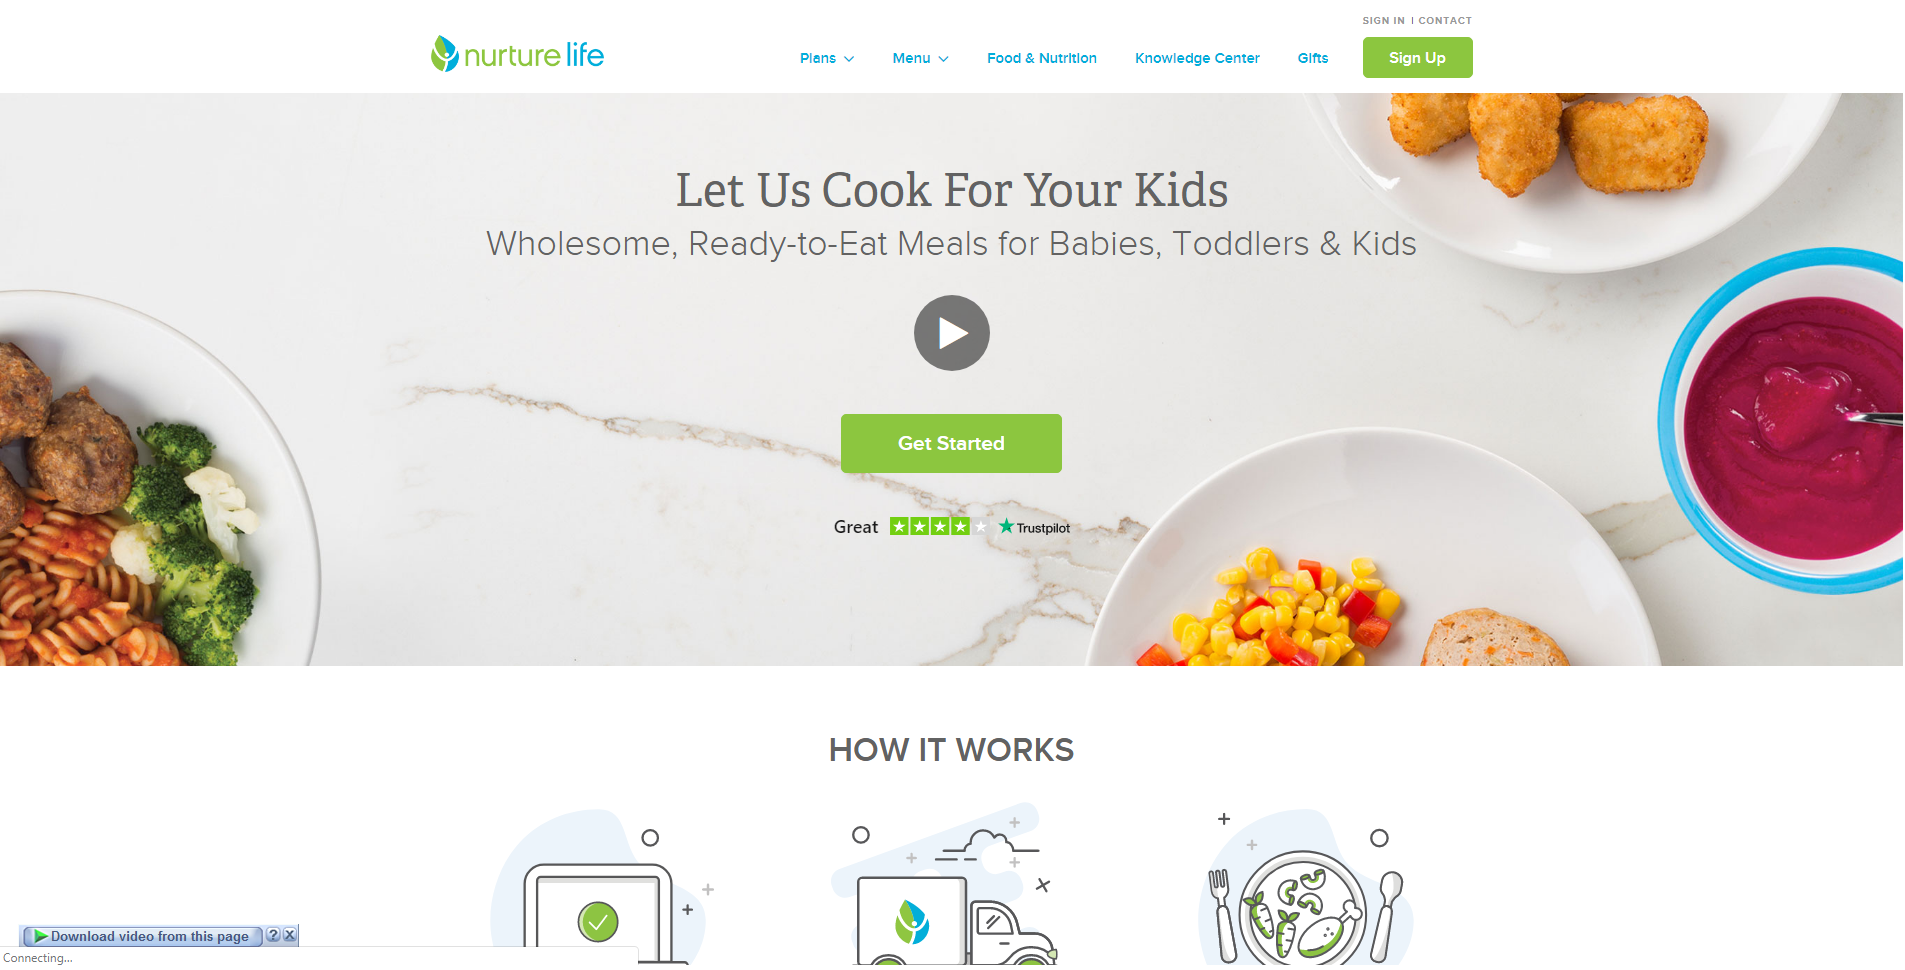 SIGN IN | CONTACT
nurture life
Plans
Menu
Food & Nutrition
Knowledge Center
Gifts
Sign Up
Let Us Cook For Your Kids
Wholesome, Ready-to-Eat Meals for Babies, Toddlers & Kids
Get Started
Great
Trustpilot
HOW IT WORKS
Download video from this page ? X
Connecting...